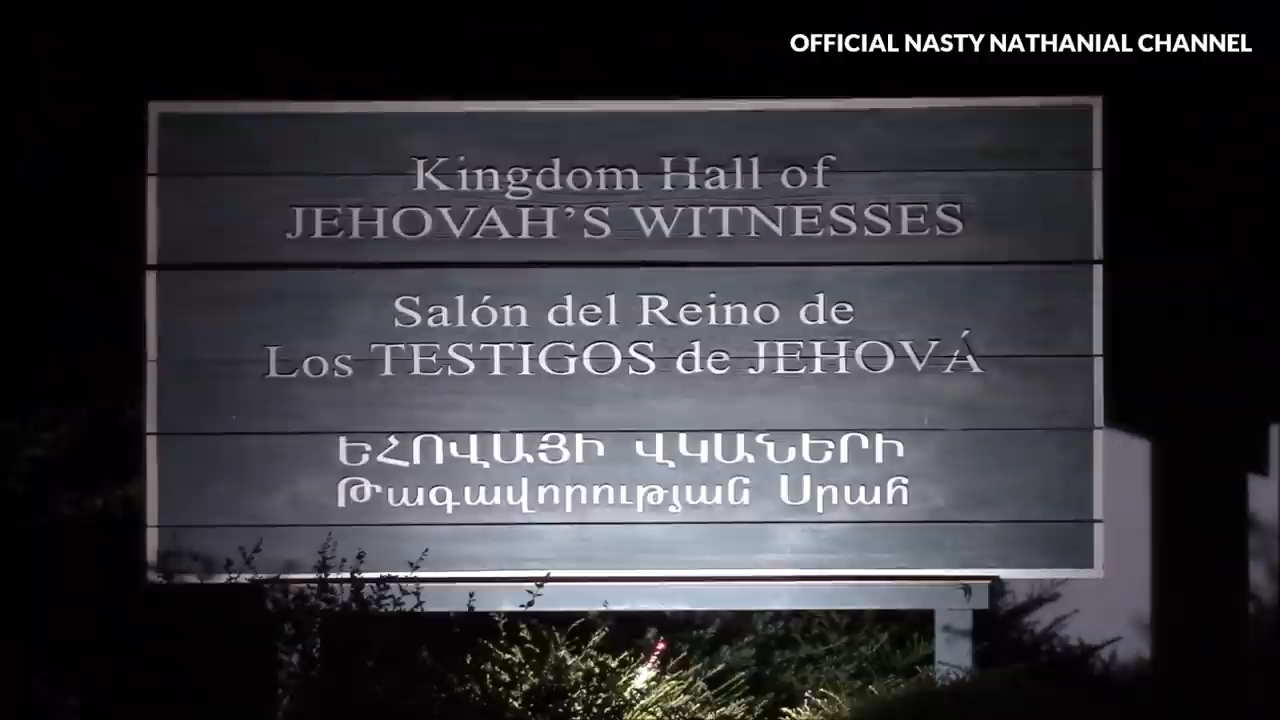 OFFICIAL NASTY NATHANIAL CHANNEL
Kingdom Hall of
JEHOVAH'S WITNESSES
Salón del Reino de
Los TESTIGOS de JEHOVÁ
ԵՀՈՎԱՅԻ ՎԿԱՆԵՐԻ
Թագավորության Սրահ